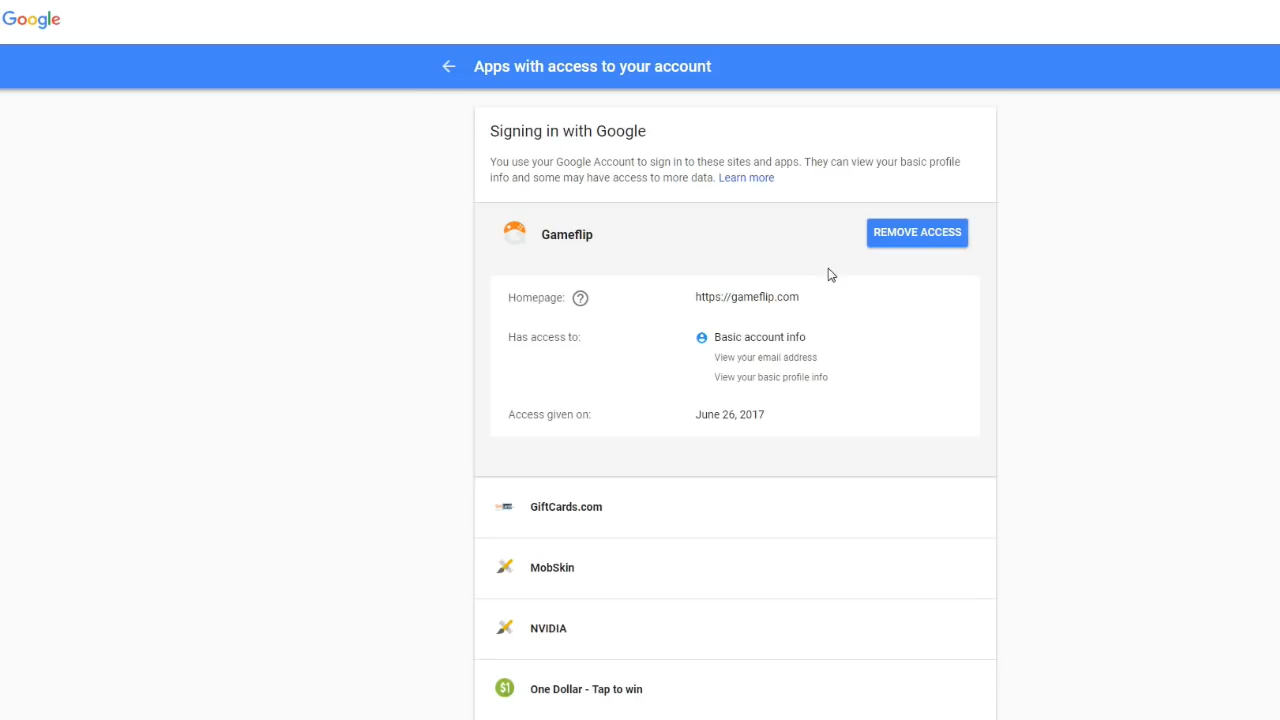 Google
Apps with access to your account
Signing in with Google
You use your Google Account to sign in to these sites and apps. They can view your basic profile
info and some may have access to more data. Learn more
Gameflip
REMOVE ACCESS
Homepage: ?
https://gameflip.com
Has access to:
Basic account info
View your email address
View your basic profile info
Access given on:
June 26, 2017
GiftCards.com
MobSkin
NVIDIA
$1
One Dollar - Tap to win